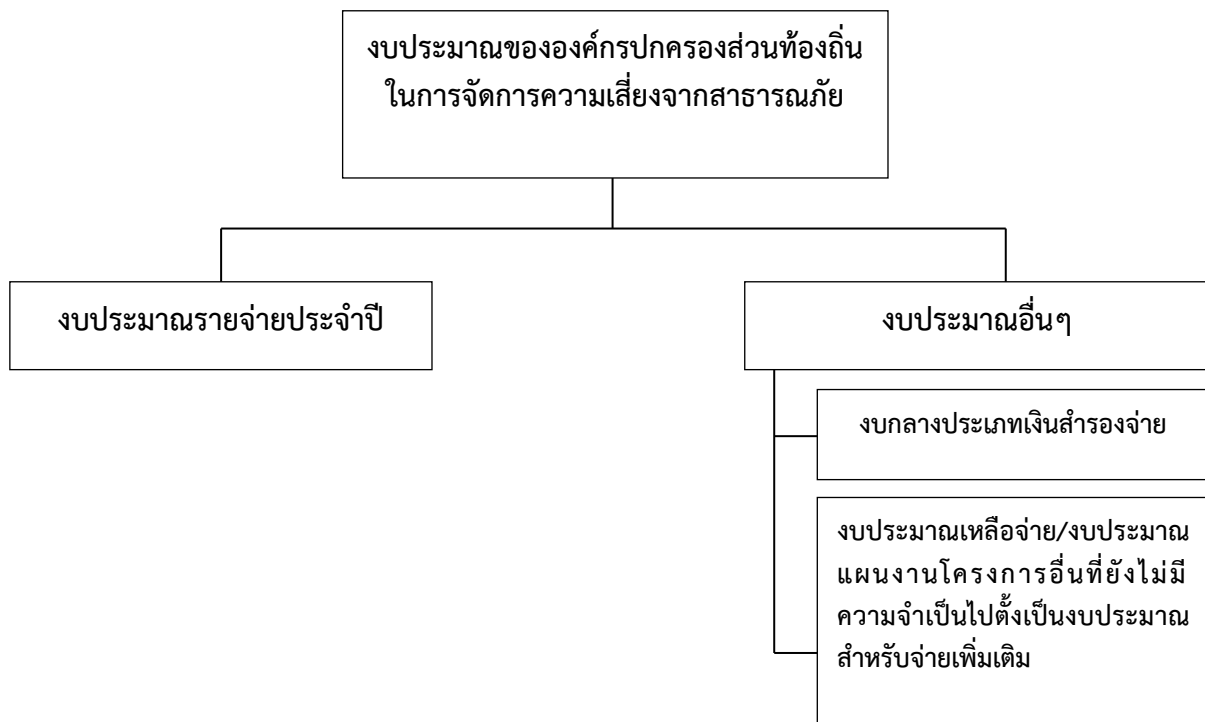 งบประมาณขององค์กรปกครองส่วนท้องถิ่น
ในการจัดการความเสี่ยงจากสาธารณภัย
งบประมาณรายจ่ายประจำปี
งบประมาณอื่นๆ
งบกลางประเภทเงินสำรองจ่าย
งบประมาณเหลือจ่าย/งบประมาณ
แผนงานโครงการอื่นที่ยังไม่มี
ความจำเป็นไปตั้งเป็นงบประมาณ
สำหรับจ่ายเพิ่มเติม